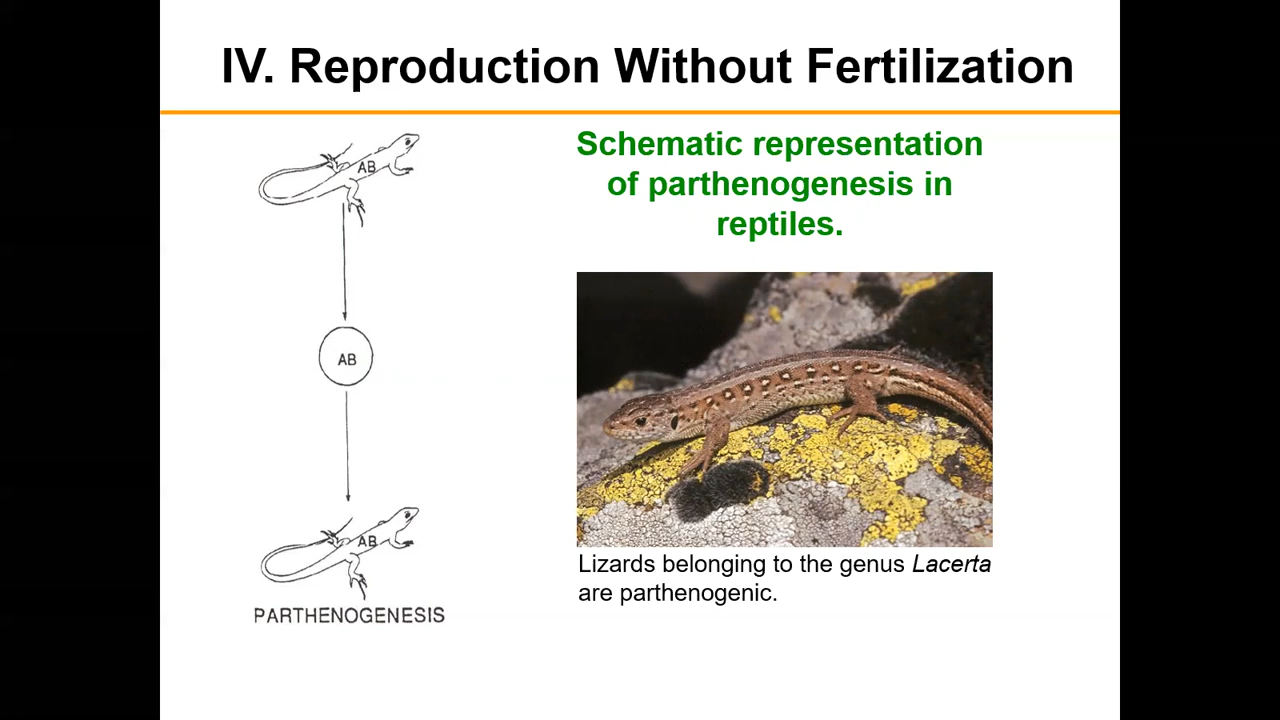 IV. Reproduction Without Fertilization
AB
AB
AB
PARTHENOGENESIS
Schematic representation
of parthenogenesis in
reptiles.
Lizards belonging to the genus Lacerta
are parthenogenic.